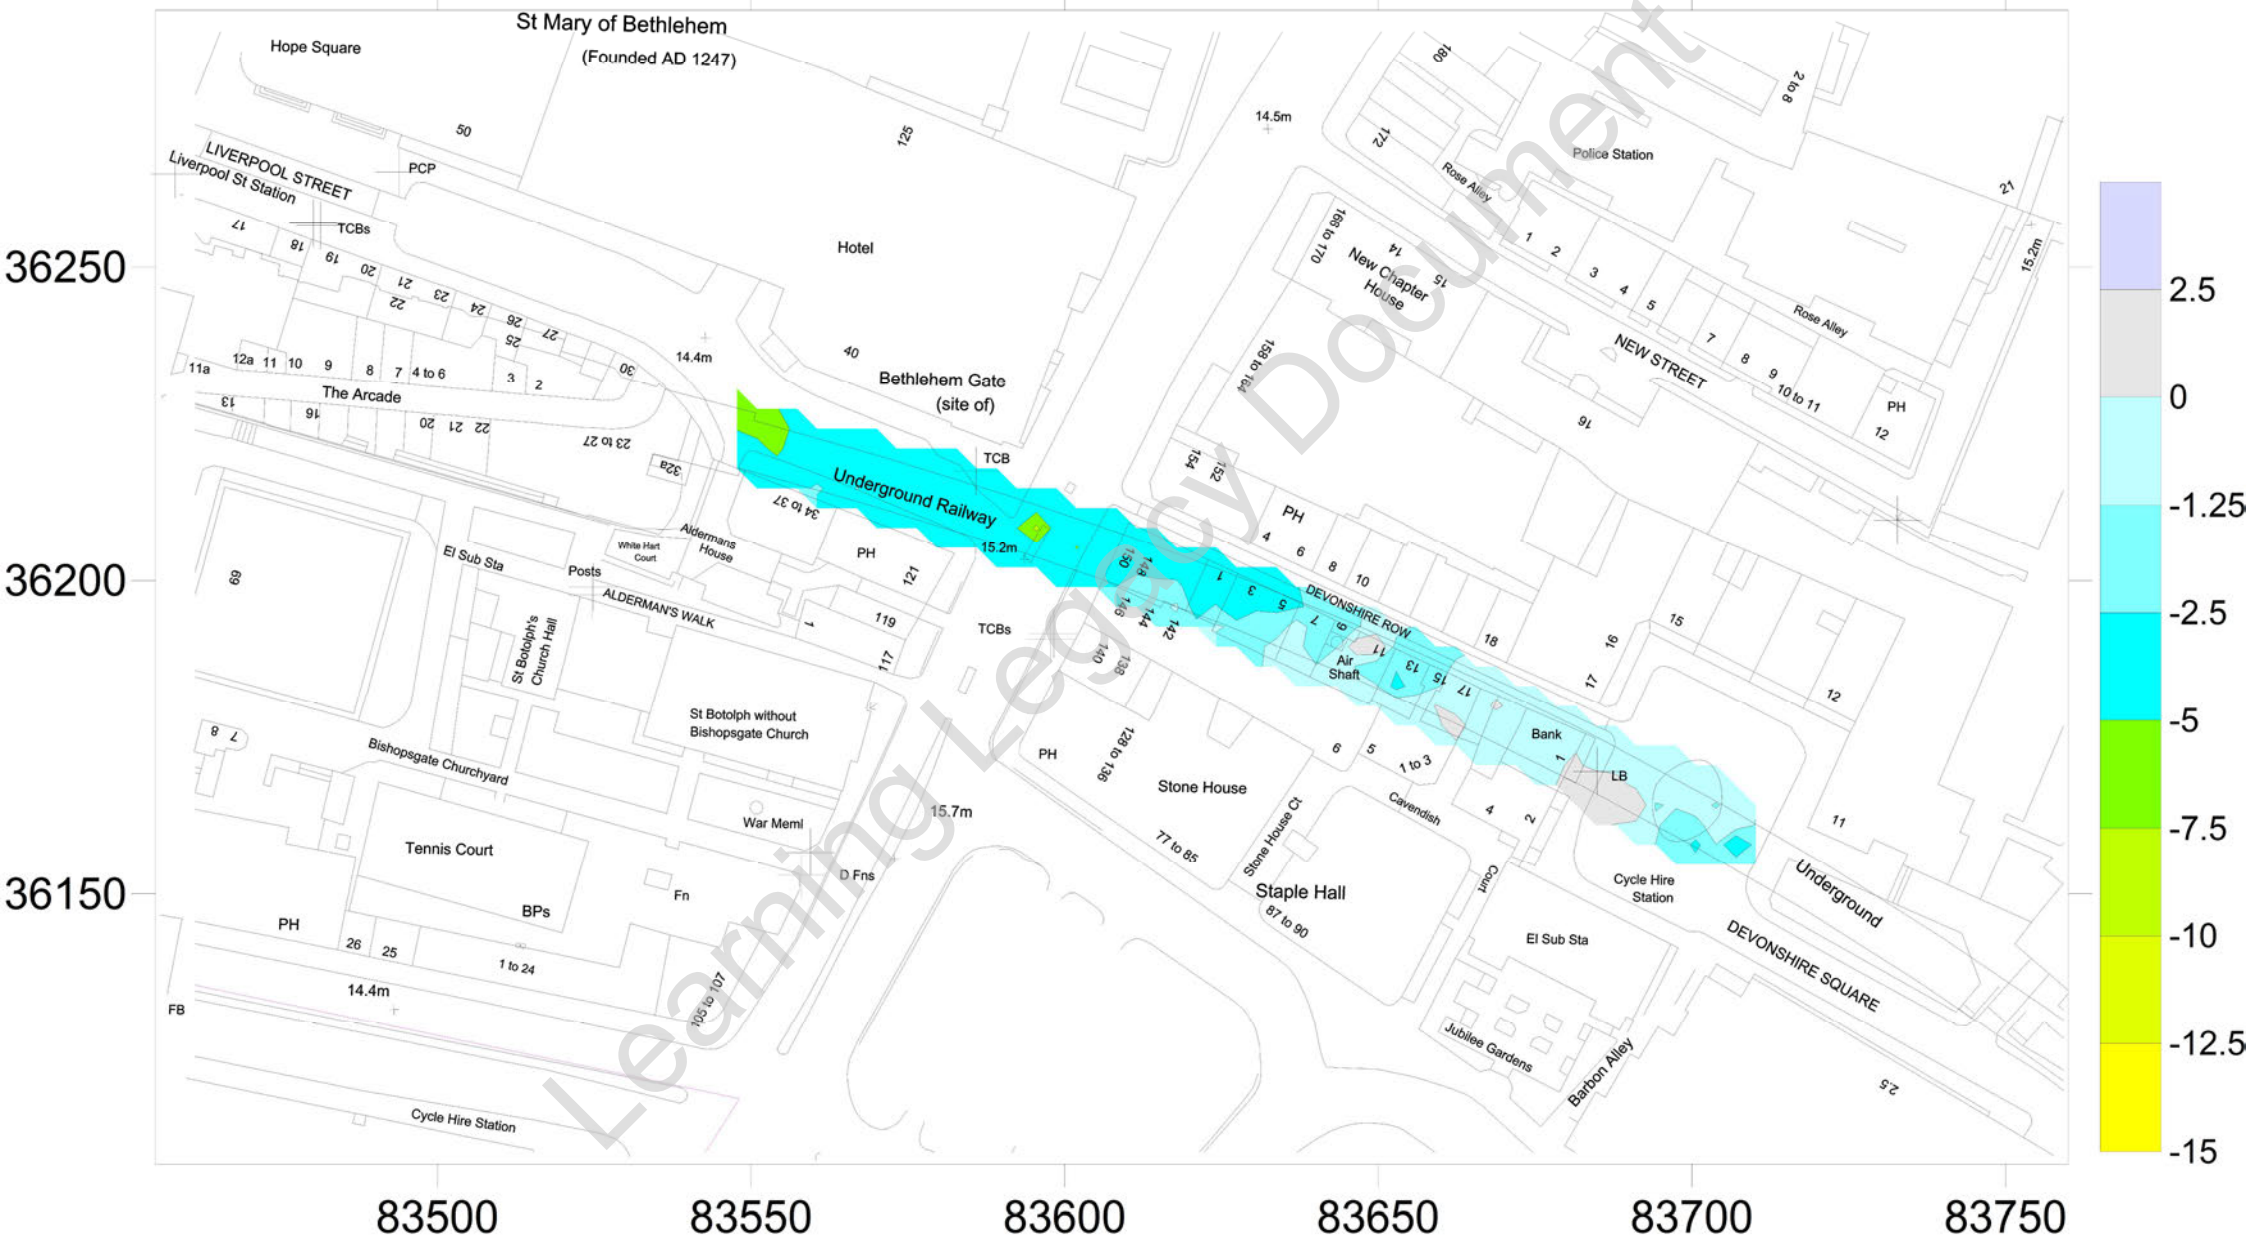 St Mary of Bethlehem
(Founded AD 1247)
Hope Square
50
125
14.5m
180
172
2 to 8
Police Station
Rose Alley
21
15.2m
LIVERPOOL STREET
Liverpool St Station
PCP
TCBs
17
18
19
20
21
22
23
24
25
26
27
30
Hotel
40
14.4m
Bethlehem Gate
(site of)
166 to 170
14
15
New Chapter
House
1
2
3
4
5
7
8
9
10 to 11
Rose Alley
NEW STREET
PH
12
16
158 to 164
154
152
11a
12a
11
10
9
8
7
4 to 6
3
2
The Arcade
13
16
20
21
22
23 to 27
32a
TCB
Underground Railway
34 to 37
15.2m
PH
4
6
8
10
18
17
16
15
12
69
El Sub Sta
White Hart
Court
Aldermans
House
Posts
ALDERMAN'S WALK
St Botolph's
Church Hall
PH
121
119
117
1
TCBs
150
148
146
144
142
140
138
1
3
5
7
9
11
13
15
17
DEVONSHIRE ROW
Air
Shaft
Bank
1
LB
St Botolph without
Bishopsgate Church
8
7
Bishopsgate Churchyard
War Meml
15.7m
PH
128 to 136
Stone House
77 to 85
Stone House Ct
6
5
1 to 3
Cavendish
Court
4
2
Staple Hall
87 to 90
Tennis Court
BPs
Fn
D Fns
PH
26
25
1 to 24
14.4m
105 to 107
FB
Cycle Hire Station
Cycle Hire
Station
El Sub Sta
Jubilee Gardens
Barbon Alley
11
Underground
DEVONSHIRE SQUARE
2.5
36250
36200
36150
83500
83550
83600
83650
83700
83750
2.5
0
-1.25
-2.5
-5
-7.5
-10
-12.5
-15
Learning Legacy Document